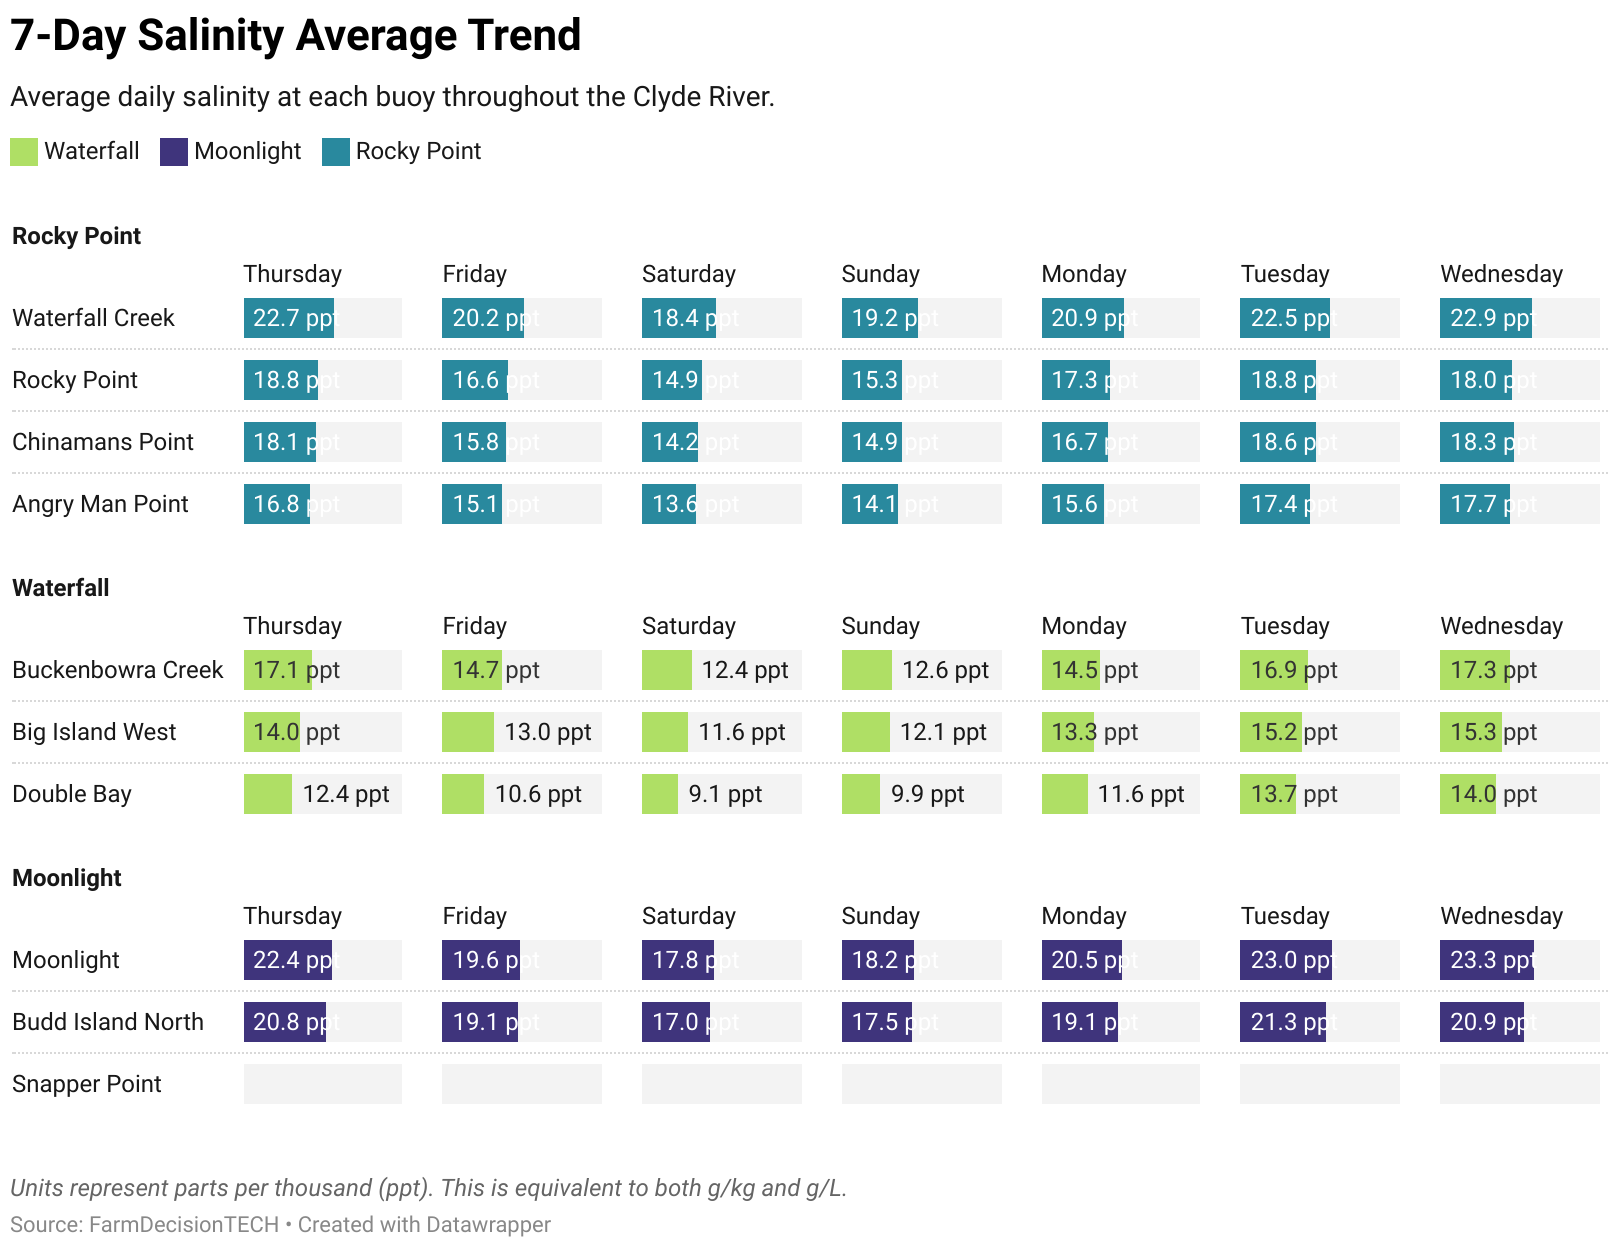 7-Day Salinity Average Trend
Average daily salinity at each buoy throughout the Clyde River.
Waterfall Moonlight Rocky Point
Rocky Point
Thursday Friday Saturday Sunday Monday Tuesday Wednesday
Waterfall Creek 22.7 ppt 20.2 ppt 18.4 ppt 19.2 ppt 20.9 ppt 22.5 ppt 22.9 ppt
Rocky Point 18.8 ppt 16.6 ppt 14.9 ppt 15.3 ppt 17.3 ppt 18.8 ppt 18.0 ppt
Chinamans Point 18.1 ppt 15.8 ppt 14.2 ppt 14.9 ppt 16.7 ppt 18.6 ppt 18.3 ppt
Angry Man Point 16.8 ppt 15.1 ppt 13.6 ppt 14.1 ppt 15.6 ppt 17.4 ppt 17.7 ppt
Waterfall
Thursday Friday Saturday Sunday Monday Tuesday Wednesday
Buckenbowra Creek 17.1 ppt 14.7 ppt 12.4 ppt 12.6 ppt 14.5 ppt 16.9 ppt 17.3 ppt
Big Island West 14.0 ppt 13.0 ppt 11.6 ppt 12.1 ppt 13.3 ppt 15.2 ppt 15.3 ppt
Double Bay 12.4 ppt 10.6 ppt 9.1 ppt 9.9 ppt 11.6 ppt 13.7 ppt 14.0 ppt
Moonlight
Thursday Friday Saturday Sunday Monday Tuesday Wednesday
Moonlight 22.4 ppt 19.6 ppt 17.8 ppt 18.2 ppt 20.5 ppt 23.0 ppt 23.3 ppt
Budd Island North 20.8 ppt 19.1 ppt 17.0 ppt 17.5 ppt 19.1 ppt 21.3 ppt 20.9 ppt
Snapper Point
Units represent parts per thousand (ppt). This is equivalent to both g/kg and g/L.
Source: FarmDecisionTECH • Created with Datawrapper